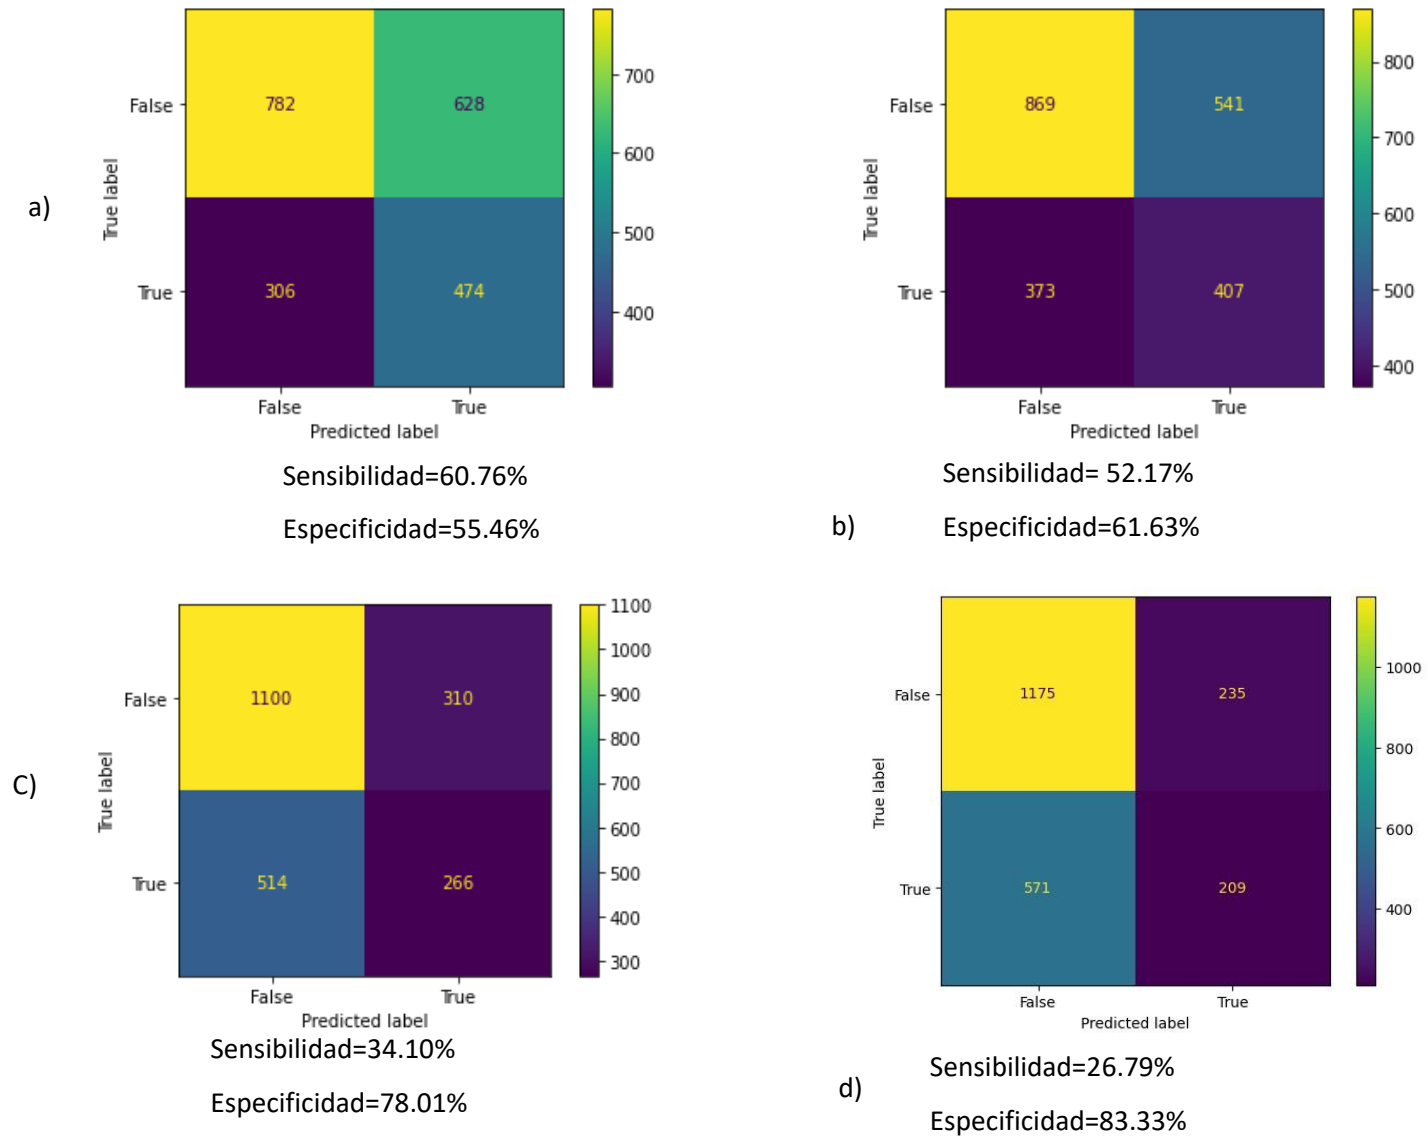 a)
True label
False
782
628
True
306
474
False
True
Predicted label
700
600
500
400
Sensibilidad=60.76%
Especificidad=55.46%
b)
True label
False
869
541
True
373
407
False
True
Predicted label
800
700
600
500
400
Sensibilidad= 52.17%
Especificidad=61.63%
C)
True label
False
1100
310
True
514
266
False
True
Predicted label
1100
1000
900
800
700
600
500
400
300
Sensibilidad=34.10%
Especificidad=78.01%
d)
True label
False
1175
235
True
571
209
False
True
Predicted label
1000
800
600
400
Sensibilidad=26.79%
Especificidad=83.33%